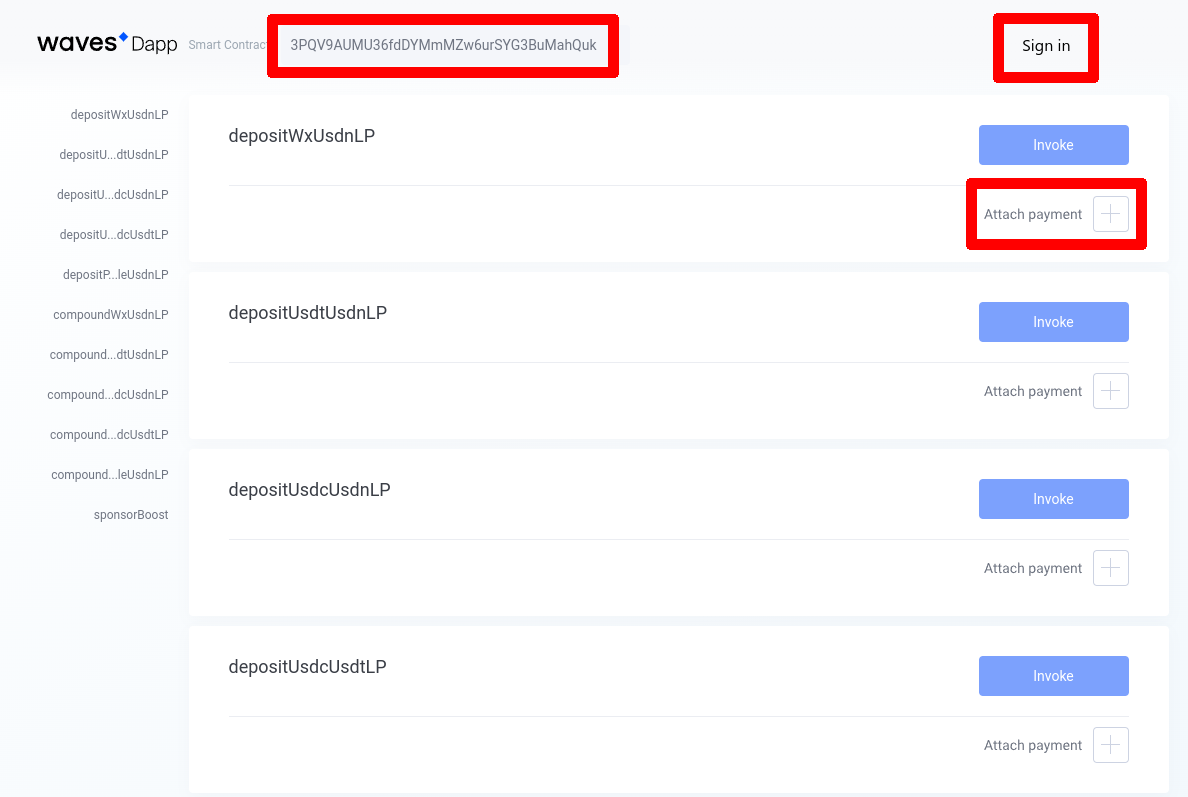 waves Dapp
Smart Contrac
3PQV9AUMU36fdDYMmMZw6urSYG3BuMahQuk
Sign in
depositWxUsdnLP
depositU...dtUsdnLP
depositU...dcUsdnLP
depositU...dcUsdtLP
depositP...leUsdnLP
compoundWxUsdnLP
compound...dtUsdnLP
compound...dcUsdnLP
compound...dcUsdtLP
compound...leUsdnLP
sponsorBoost
depositWxUsdnLP
Invoke
Attach payment
depositUsdtUsdnLP
Invoke
Attach payment
depositUsdcUsdnLP
Invoke
Attach payment
depositUsdcUsdtLP
Invoke
Attach payment